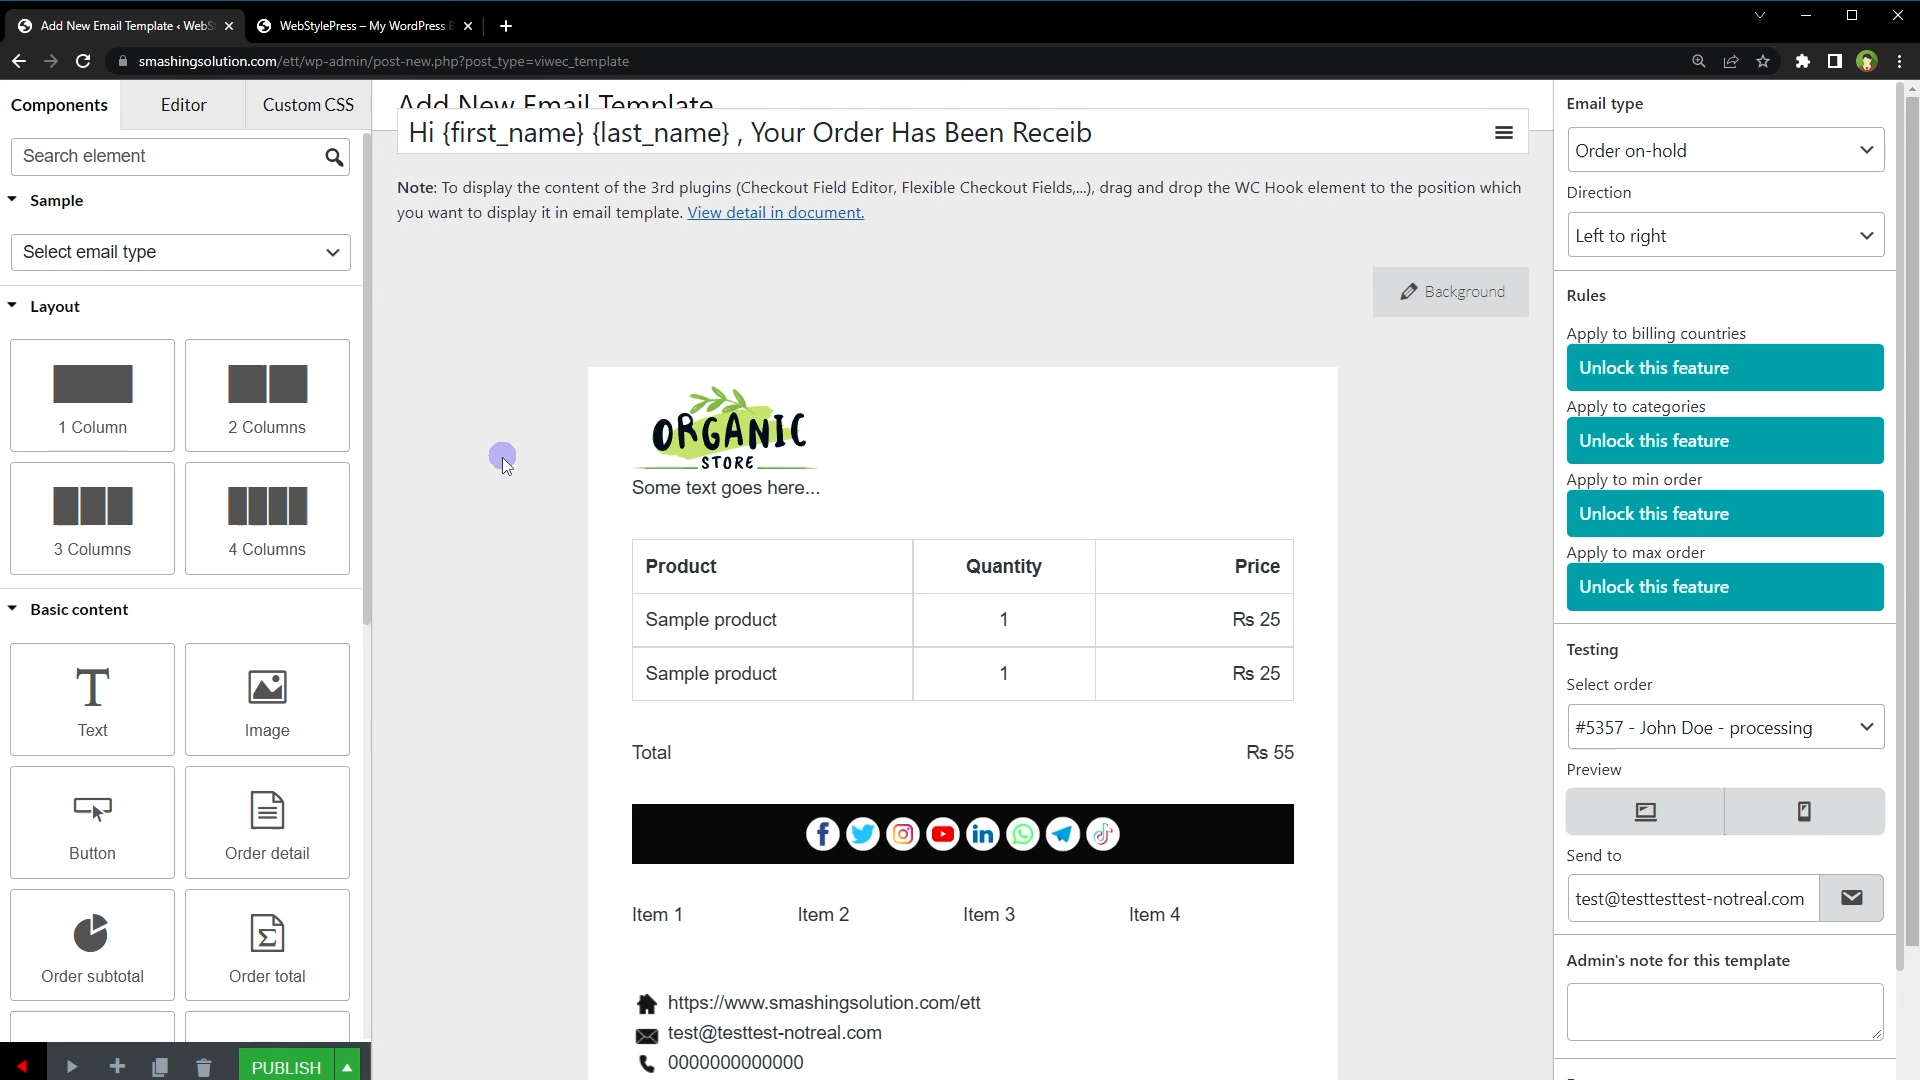 Add New Email Template ‹ WebS
WebStylePress – My WordPress
smashingsolution.com/ett/wp-admin/post-new.php?post_type=viwec_template
Components
Editor
Custom CSS
Search element
Sample
Select email type
Layout
1 Column
2 Columns
3 Columns
4 Columns
Basic content
Text
Image
Button
Order detail
Order subtotal
Order total
PUBLISH
Add New Email Template
Hi {first_name} {last_name} , Your Order Has Been Receib
Note: To display the content of the 3rd plugins (Checkout Field Editor, Flexible Checkout Fields,...), drag and drop the WC Hook element to the position which
you want to display it in email template. View detail in document.
Background
ORGANIC
STORE
Some text goes here...
Product Quantity Price
Sample product 1 Rs 25
Sample product 1 Rs 25
Total Rs 55
Item 1 Item 2 Item 3 Item 4
https://www.smashingsolution.com/ett
test@testtest-notreal.com
0000000000000
Email type
Order on-hold
Direction
Left to right
Rules
Apply to billing countries
Unlock this feature
Apply to categories
Unlock this feature
Apply to min order
Unlock this feature
Apply to max order
Unlock this feature
Testing
Select order
#5357 - John Doe - processing
Preview
Send to
test@testtesttest-notreal.com
Admin's note for this template